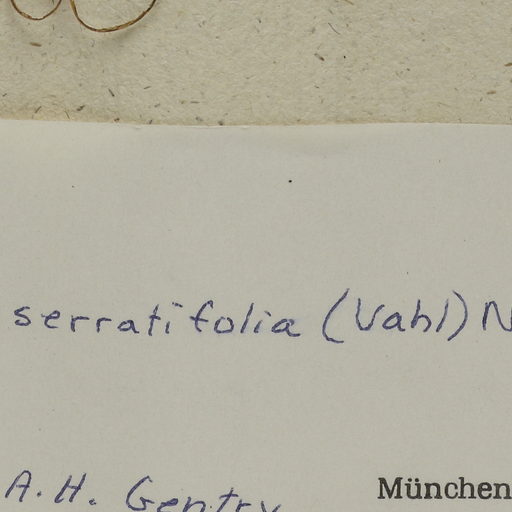 serratifolia (Vahl) N
A. H. Gentry München